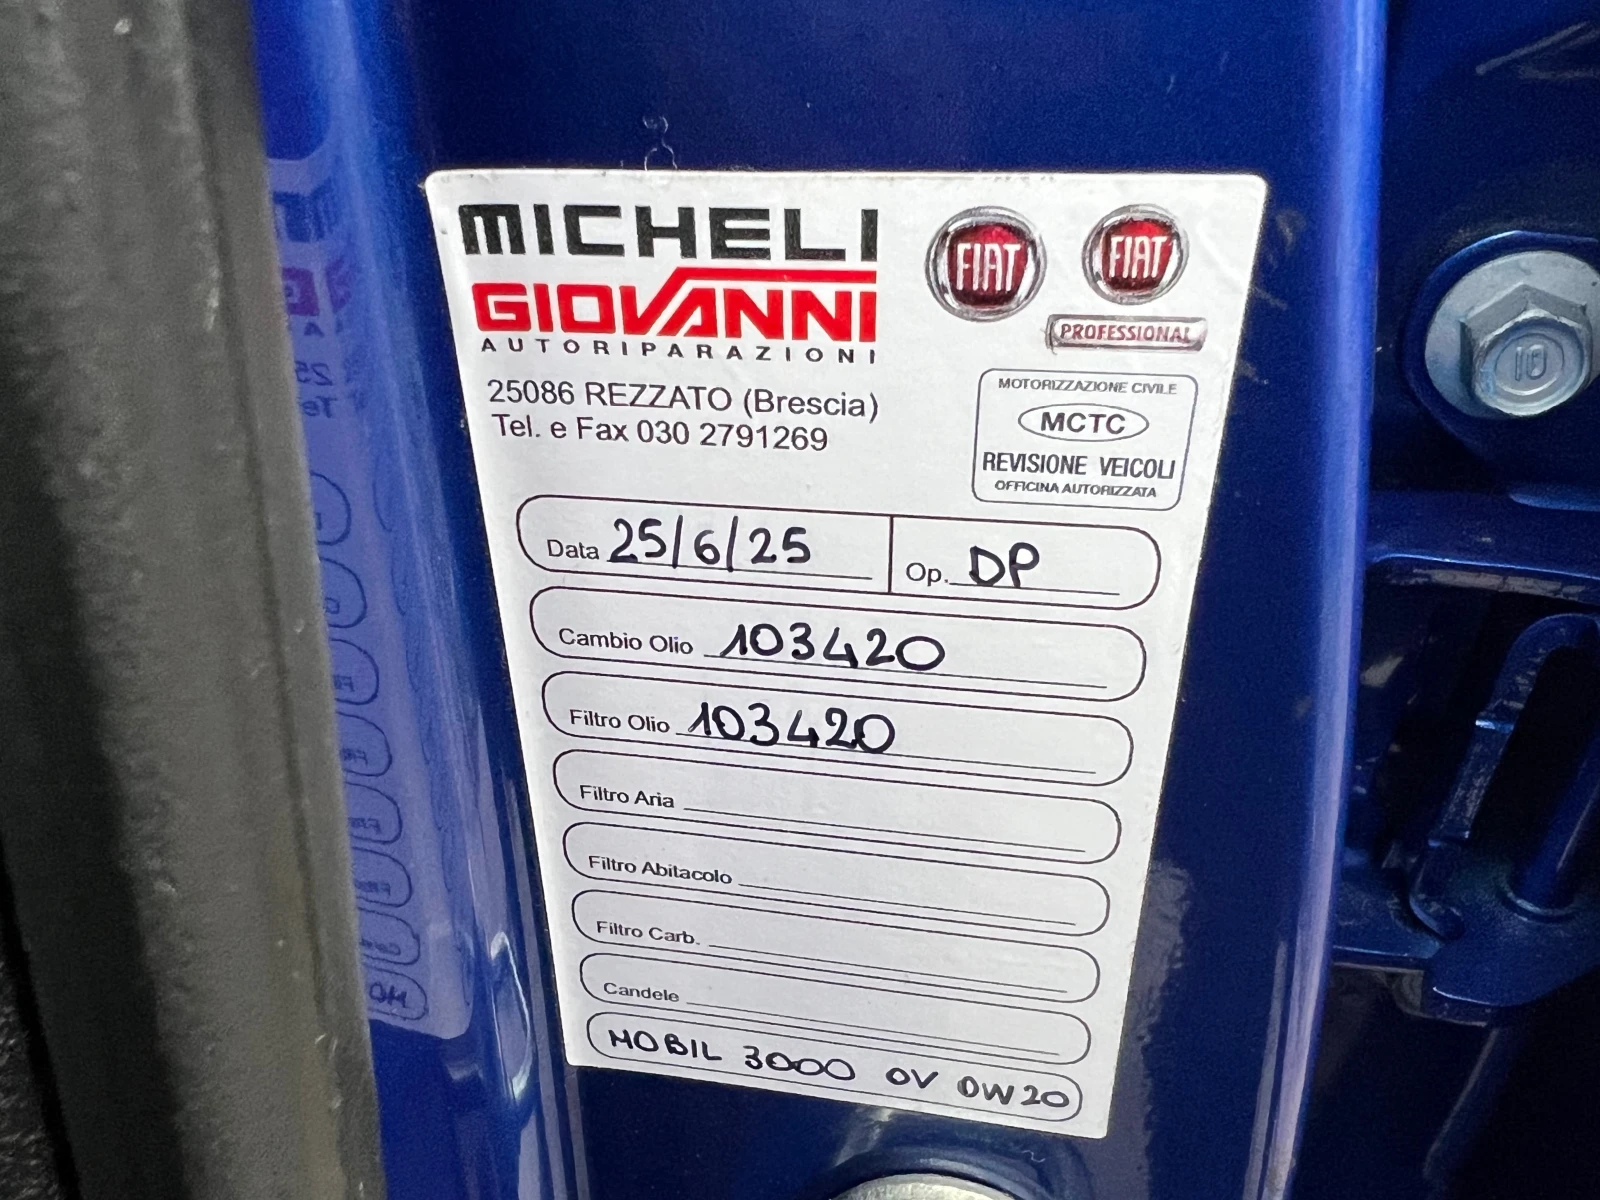 MICHELI
GIOVANNI
AUTORIPARAZIONI
25086 REZZATO (Brescia)
Tel. e Fax 030 2791269
FIAT
FIAT
PROFESSIONAL
MOTORIZZAZIONE CIVILE
MCTC
REVISIONE VEICOLI
OFFICINA AUTORIZZATA
Data 25/6/25 Op. DP
Cambio Olio 103420
Filtro Olio 103420
Filtro Aria
Filtro Abitacolo
Filtro Carb.
Candele
MOBIL 3000 OV 0W20
10